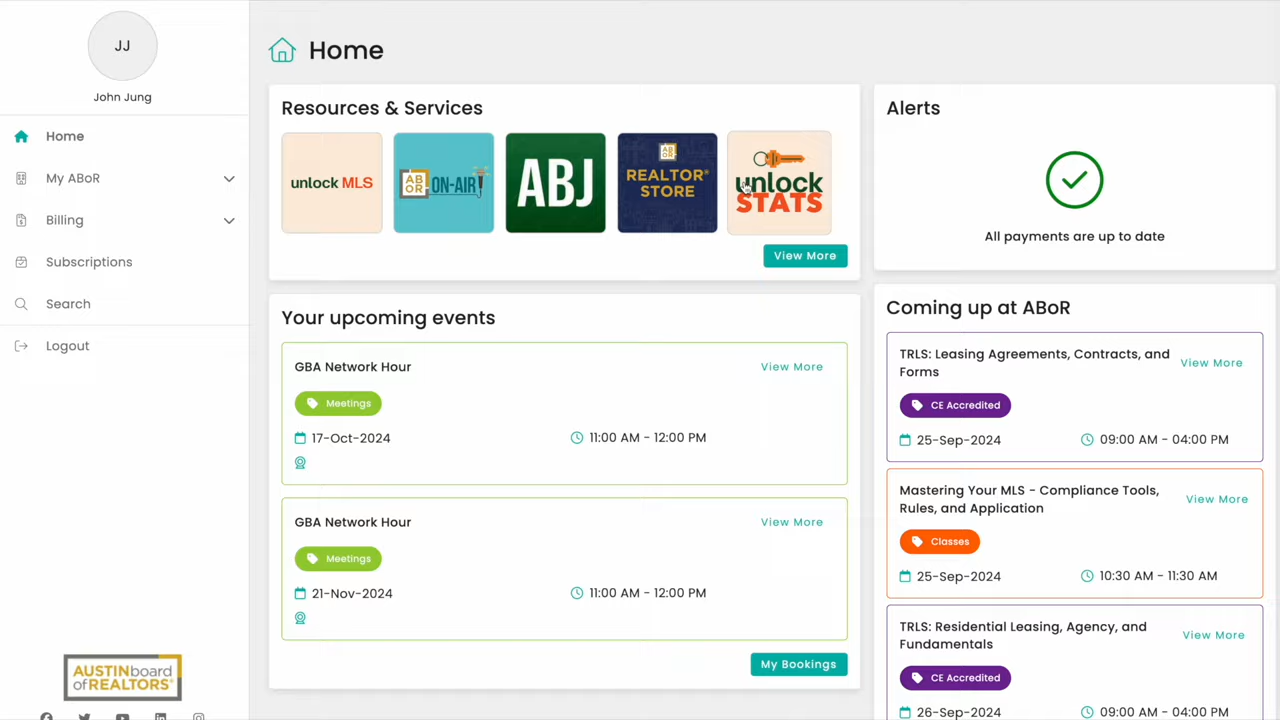 JJ
John Jung
Home
My ABoR
Billing
Subscriptions
Search
Logout
AUSTINboard
of REALTORS®
Home
Resources & Services
unlock MLS
AB
OR
ON-AIR
ABJ
AB
OR
REALTOR®
STORE
unlock
STATS
View More
Your upcoming events
GBA Network Hour
View More
Meetings
17-Oct-2024
11:00 AM - 12:00 PM
GBA Network Hour
View More
Meetings
21-Nov-2024
11:00 AM - 12:00 PM
My Bookings
Alerts
All payments are up to date
Coming up at ABoR
TRLS: Leasing Agreements, Contracts, and
Forms
View More
CE Accredited
25-Sep-2024
09:00 AM - 04:00 PM
Mastering Your MLS - Compliance Tools,
Rules, and Application
View More
Classes
25-Sep-2024
10:30 AM - 11:30 AM
TRLS: Residential Leasing, Agency, and
Fundamentals
View More
CE Accredited
26-Sep-2024
09:00 AM - 04:00 PM